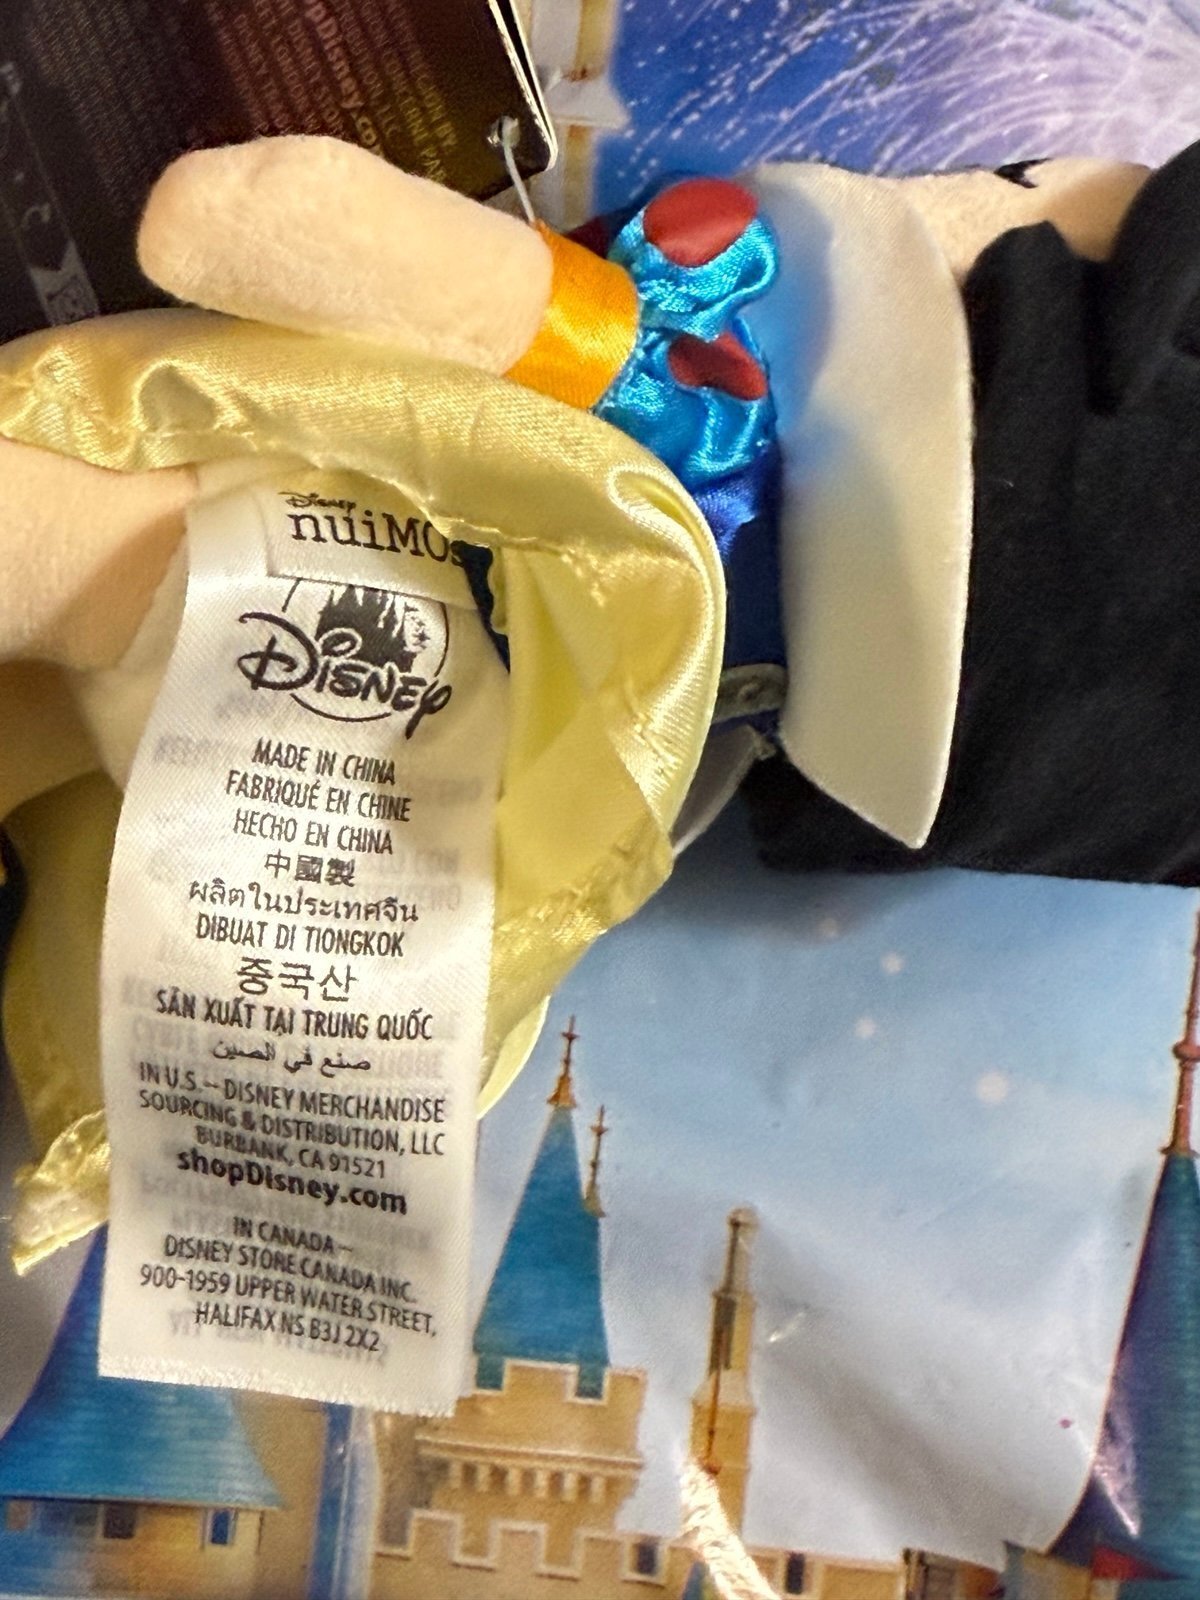 Disney
nuiMOs
Disney
MADE IN CHINA
FABRIQUÉ EN CHINE
HECHO EN CHINA
中國製
ผลิตในประเทศจีน
DIBUAT DI TIONGKOK
중국산
SẢN XUẤT TẠI TRUNG QUỐC
صنع في الصين
IN U.S.– DISNEY MERCHANDISE
SOURCING & DISTRIBUTION, LLC
BURBANK, CA 91521
shopDisney.com
IN CANADA –
DISNEY STORE CANADA INC.
900-1959 UPPER WATER STREET,
HALIFAX NS B3J 2X2